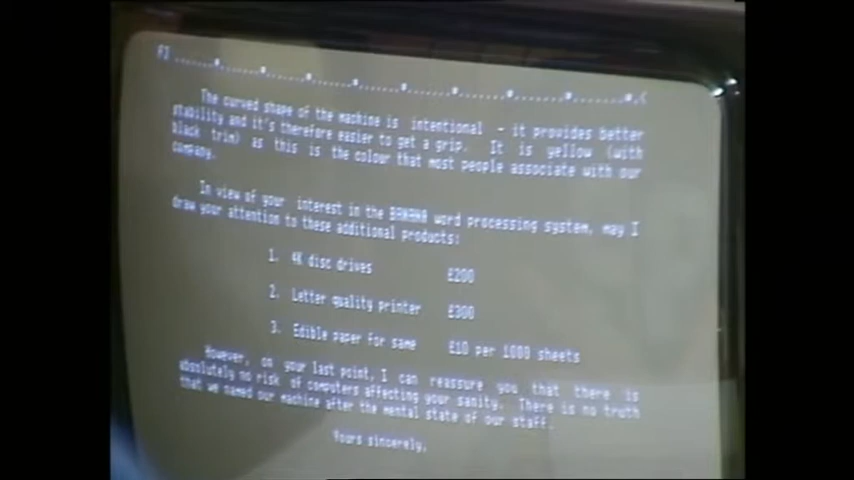 The curved shape of the machine is intentional - it provides better
stability and it's therefore easier to get a grip. It is yellow (with
black trim) as this is the colour that most people associate with our
company.
In view of your interest in the BANANA word processing system, may I
draw your attention to these additional products:
1. 4K disc drives £200
2. Letter quality printer £300
3. Edible paper for same £10 per 1000 sheets
However, on your last point, I can reassure you that there is
absolutely no risk of computers affecting your sanity. There is no truth
that we named our machine after the mental state of our staff.
Yours sincerely,